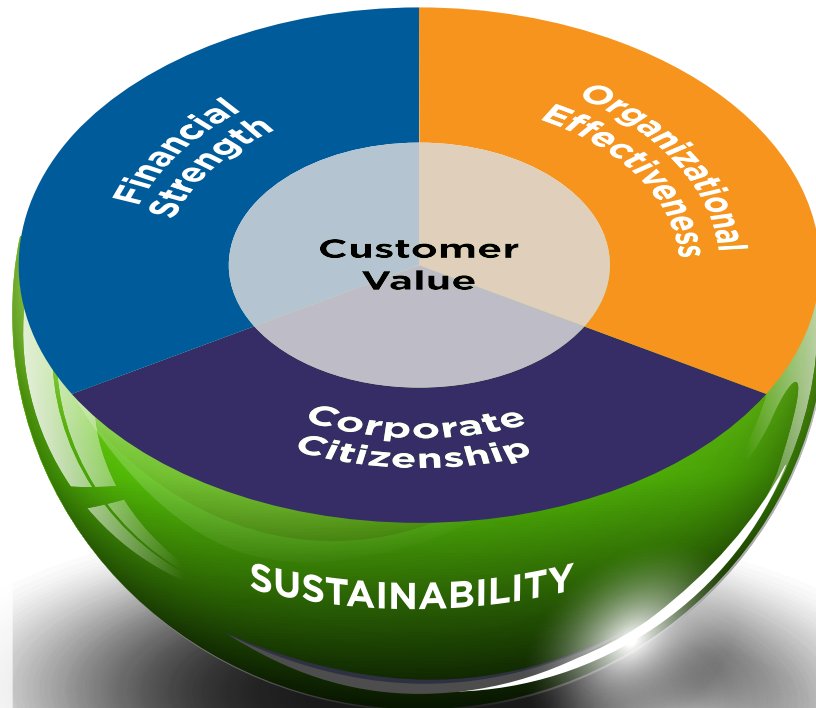 Financial
Strength
Organizational
Effectiveness
Customer
Value
Corporate
Citizenship
SUSTAINABILITY